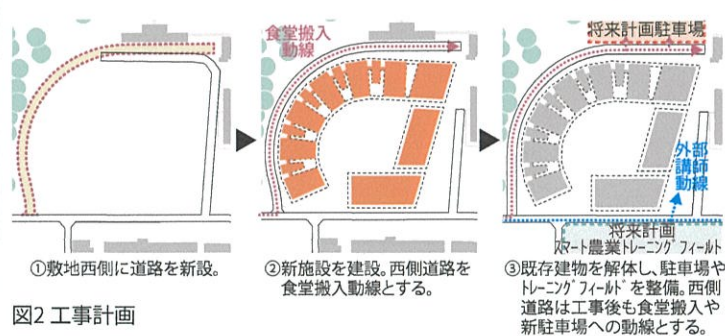 食堂搬入
動線
将来計画駐車場
外部
講師
動線
将来計画
スマート農業トレーニングフィールド
①敷地西側に道路を新設。
②新施設を建設。西側道路を
食堂搬入動線とする。
③既存建物を解体し、駐車場や
トレーニングフィールドを整備。西側
道路は工事後も食堂搬入や
新駐車場への動線とする。
図2 工事計画